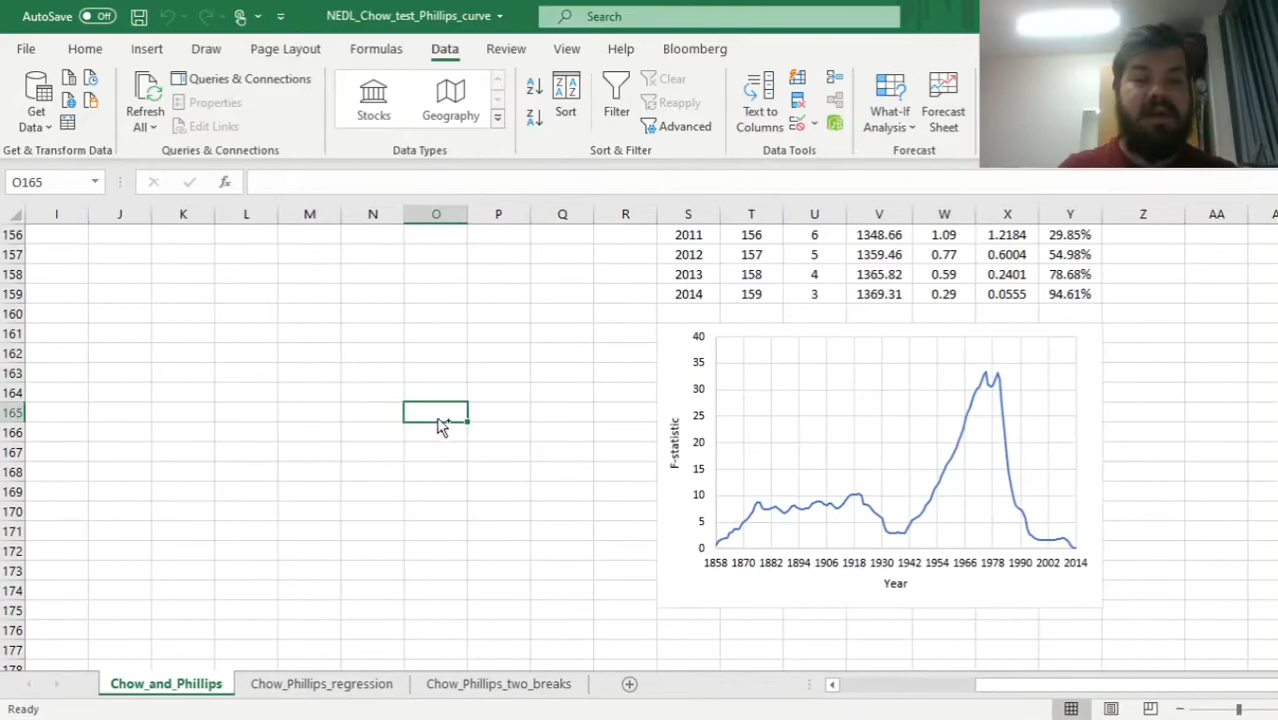 AutoSave Off NEDL_Chow_test_Phillips_curve Search
File Home Insert Draw Page Layout Formulas Data Review View Help Bloomberg
Get Data
Refresh All
Queries & Connections
Properties
Edit Links
Stocks
Geography
Sort
Filter
Clear
Reapply
Advanced
Text to Columns
What-If Analysis
Forecast Sheet
Get & Transform Data Queries & Connections Data Types Sort & Filter Data Tools Forecast
O165 fx
I J K L M N O P Q R S T U V W X Y Z AA
156 2011 156 6 1348.66 1.09 1.2184 29.85%
157 2012 157 5 1359.46 0.77 0.6004 54.98%
158 2013 158 4 1365.82 0.59 0.2401 78.68%
159 2014 159 3 1369.31 0.29 0.0555 94.61%
160
161
162
163
164
165
166
167
168
169
170
171
172
173
174
175
176
177
178
40
35
30
25
20
15
10
5
0
F-statistic
1858 1870 1882 1894 1906 1918 1930 1942 1954 1966 1978 1990 2002 2014
Year
Chow_and_Phillips Chow_Phillips_regression Chow_Phillips_two_breaks
Ready